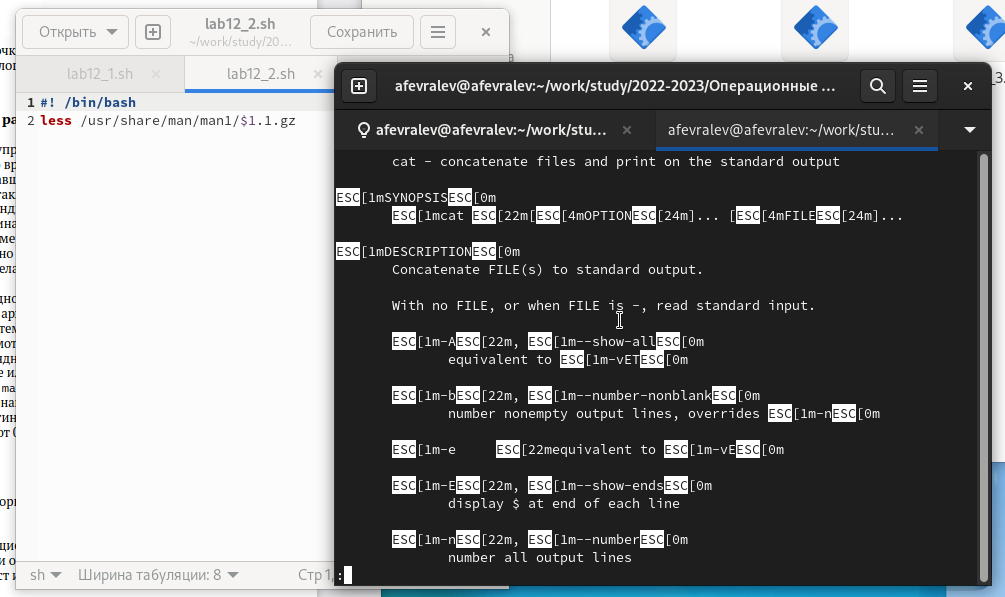 Открыть
lab12_2.sh
~/work/study/20…
Сохранить
lab12_1.sh
lab12_2.sh
1 #! /bin/bash
2 less /usr/share/man/man1/$1.1.gz
sh
Ширина табуляции: 8
Стр 1,
afevralev@afevralev:~/work/study/2022-2023/Операционные …
afevralev@afevralev:~/work/stu…
afevralev@afevralev:~/work/stu…
cat - concatenate files and print on the standard output
ESC[1mSYNOPSISESC[0m
ESC[1mcat ESC[22m[ESC[4mOPTIONESC[24m]... [ESC[4mFILEESC[24m]...
ESC[1mDESCRIPTIONESC[0m
Concatenate FILE(s) to standard output.
With no FILE, or when FILE is -, read standard input.
ESC[1m-AESC[22m, ESC[1m--show-allESC[0m
equivalent to ESC[1m-vETESC[0m
ESC[1m-bESC[22m, ESC[1m--number-nonblankESC[0m
number nonempty output lines, overrides ESC[1m-nESC[0m
ESC[1m-e     ESC[22mequivalent to ESC[1m-vEESC[0m
ESC[1m-EESC[22m, ESC[1m--show-endsESC[0m
display $ at end of each line
ESC[1m-nESC[22m, ESC[1m--numberESC[0m
number all output lines
: